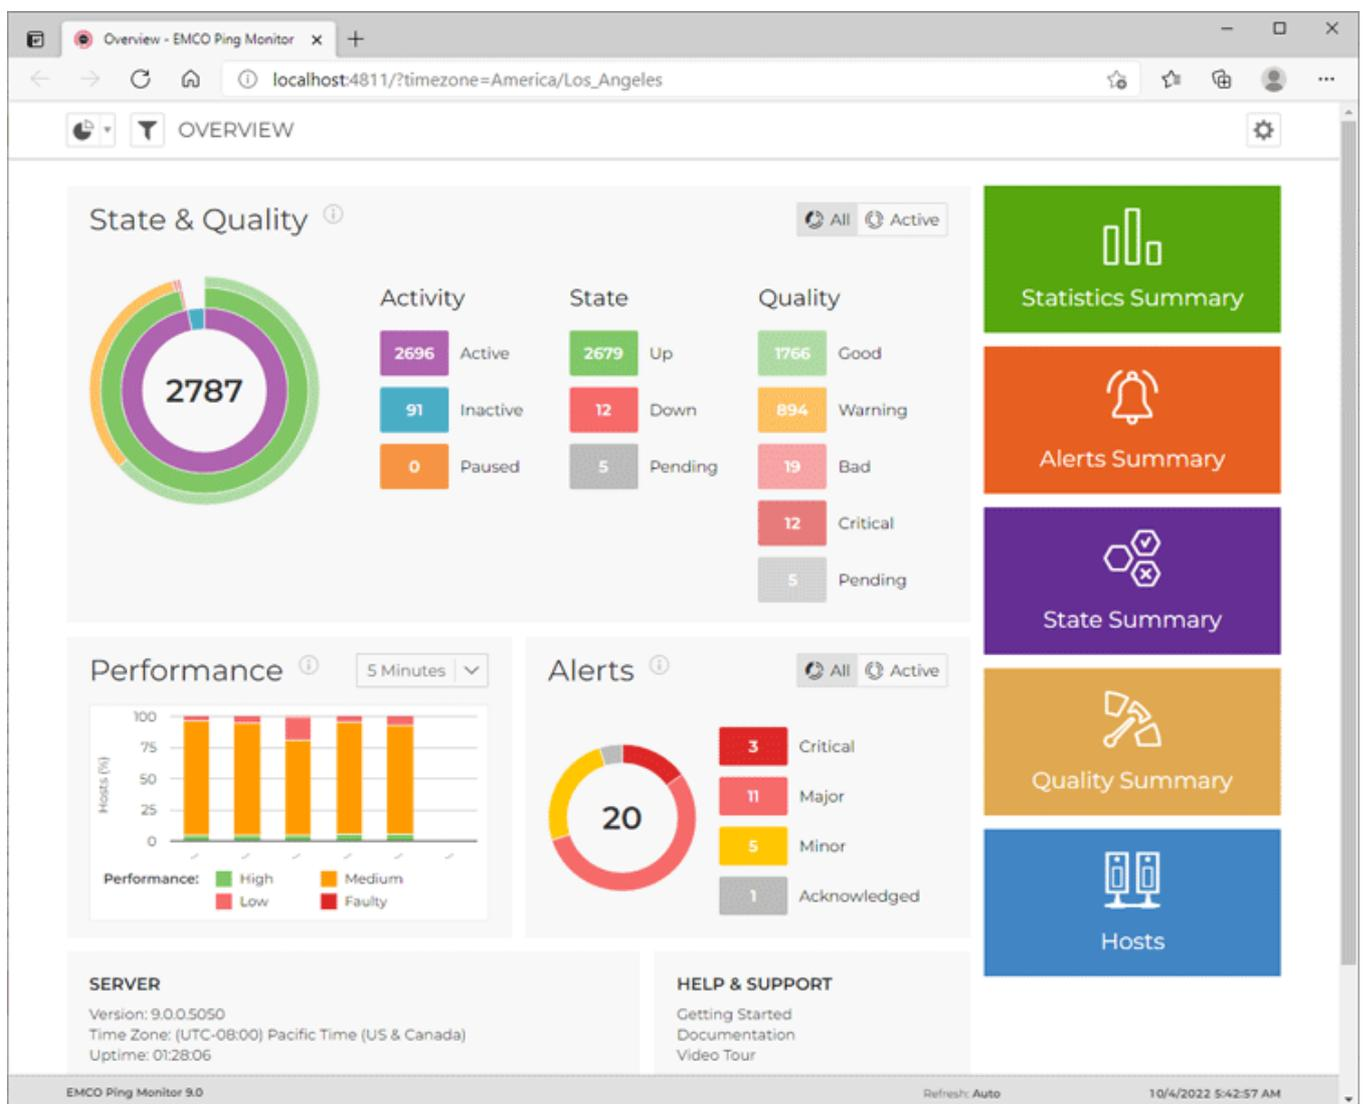 Overview - EMCO Ping Monitor
localhost:4811/?timezone=America/Los_Angeles
OVERVIEW
State & Quality
All Active
2787
Activity
2696 Active
91 Inactive
0 Paused
State
2679 Up
12 Down
5 Pending
Quality
1766 Good
894 Warning
19 Bad
12 Critical
5 Pending
Statistics Summary
Alerts Summary
State Summary
Quality Summary
Hosts
Performance
5 Minutes
Hosts (%)
100
75
50
25
0
Performance: High Medium
Low Faulty
Alerts
All Active
20
3 Critical
11 Major
5 Minor
1 Acknowledged
SERVER
Version: 9.0.0.5050
Time Zone: (UTC-08:00) Pacific Time (US & Canada)
Uptime: 01:28:06
HELP & SUPPORT
Getting Started
Documentation
Video Tour
EMCO Ping Monitor 9.0
Refresh: Auto
10/4/2022 5:42:57 AM